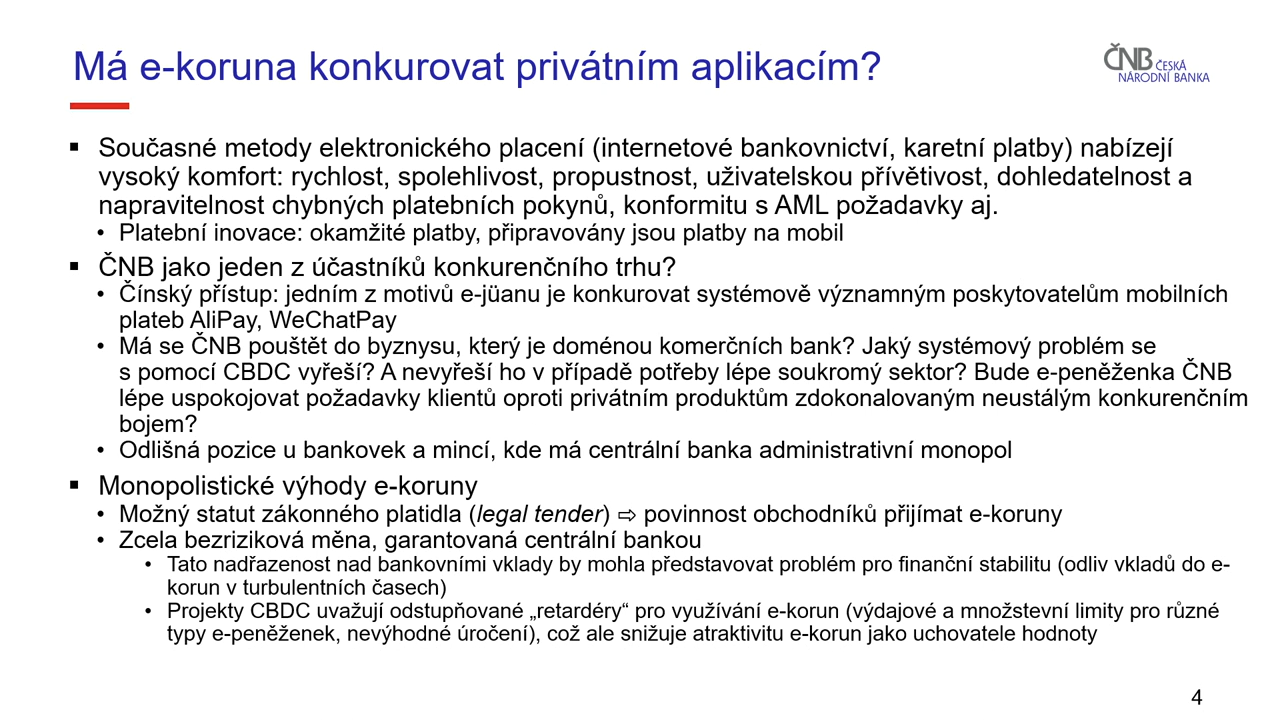 Má e-koruna konkurovat privátním aplikacím?
ČNB ČESKÁ
NÁRODNÍ BANKA
▪ Současné metody elektronického placení (internetové bankovnictví, karetní platby) nabízejí
vysoký komfort: rychlost, spolehlivost, propustnost, uživatelskou přívětivost, dohledatelnost a
napravitelnost chybných platebních pokynů, konformitu s AML požadavky aj.
• Platební inovace: okamžité platby, připravovány jsou platby na mobil
▪ ČNB jako jeden z účastníků konkurenčního trhu?
• Čínský přístup: jedním z motivů e-jüanu je konkurovat systémově významným poskytovatelům mobilních
plateb AliPay, WeChatPay
• Má se ČNB pouštět do byznysu, který je doménou komerčních bank? Jaký systémový problém se
s pomocí CBDC vyřeší? A nevyřeší ho v případě potřeby lépe soukromý sektor? Bude e-peněženka ČNB
lépe uspokojovat požadavky klientů oproti privátním produktům zdokonalovaným neustálým konkurenčním
bojem?
• Odlišná pozice u bankovek a mincí, kde má centrální banka administrativní monopol
▪ Monopolistické výhody e-koruny
• Možný statut zákonného platidla (legal tender) ⇨ povinnost obchodníků přijímat e-koruny
• Zcela bezriziková měna, garantovaná centrální bankou
• Tato nadřazenost nad bankovními vklady by mohla představovat problém pro finanční stabilitu (odliv vkladů do e-
korun v turbulentních časech)
• Projekty CBDC uvažují odstupňované „retardéry“ pro využívání e-korun (výdajové a množstevní limity pro různé
typy e-peněženek, nevýhodné úročení), což ale snižuje atraktivitu e-korun jako uchovatele hodnoty
4